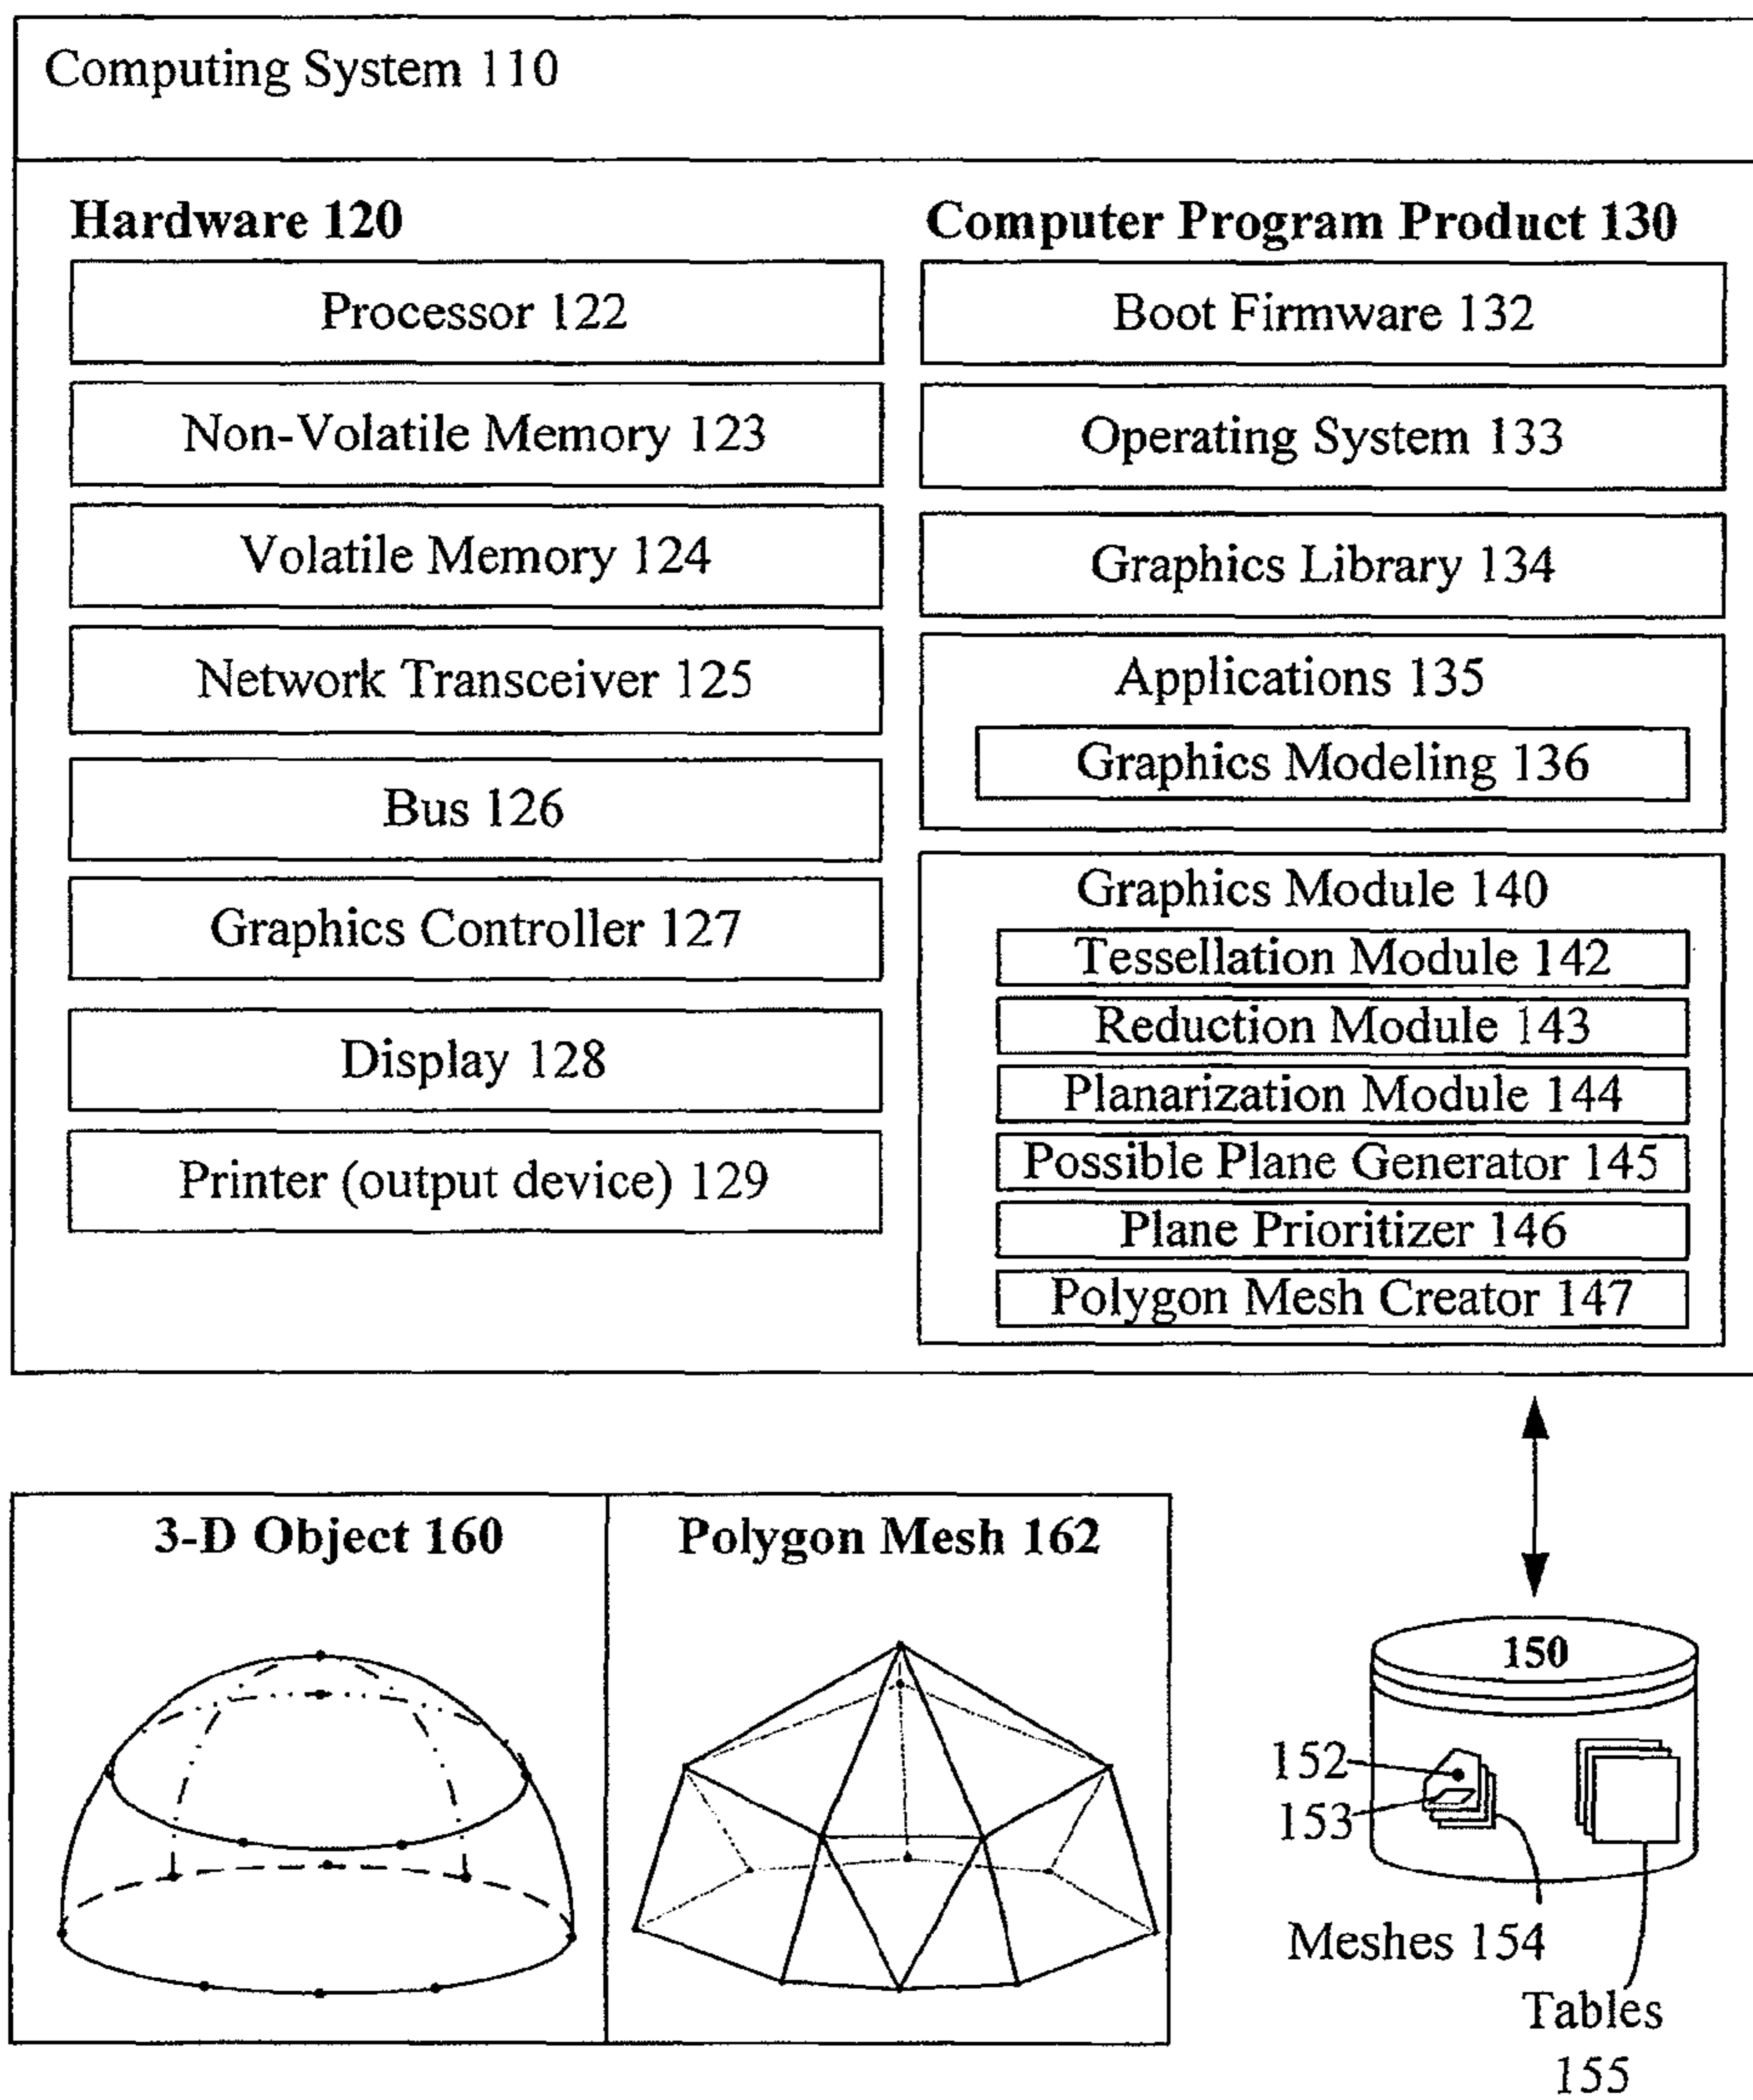 Computing System 110
Hardware 120
Processor 122
Non-Volatile Memory 123
Volatile Memory 124
Network Transceiver 125
Bus 126
Graphics Controller 127
Display 128
Printer (output device) 129
Computer Program Product 130
Boot Firmware 132
Operating System 133
Graphics Library 134
Applications 135
Graphics Modeling 136
Graphics Module 140
Tessellation Module 142
Reduction Module 143
Planarization Module 144
Possible Plane Generator 145
Plane Prioritizer 146
Polygon Mesh Creator 147
3-D Object 160
Polygon Mesh 162
150
152
153
Meshes 154
Tables
155